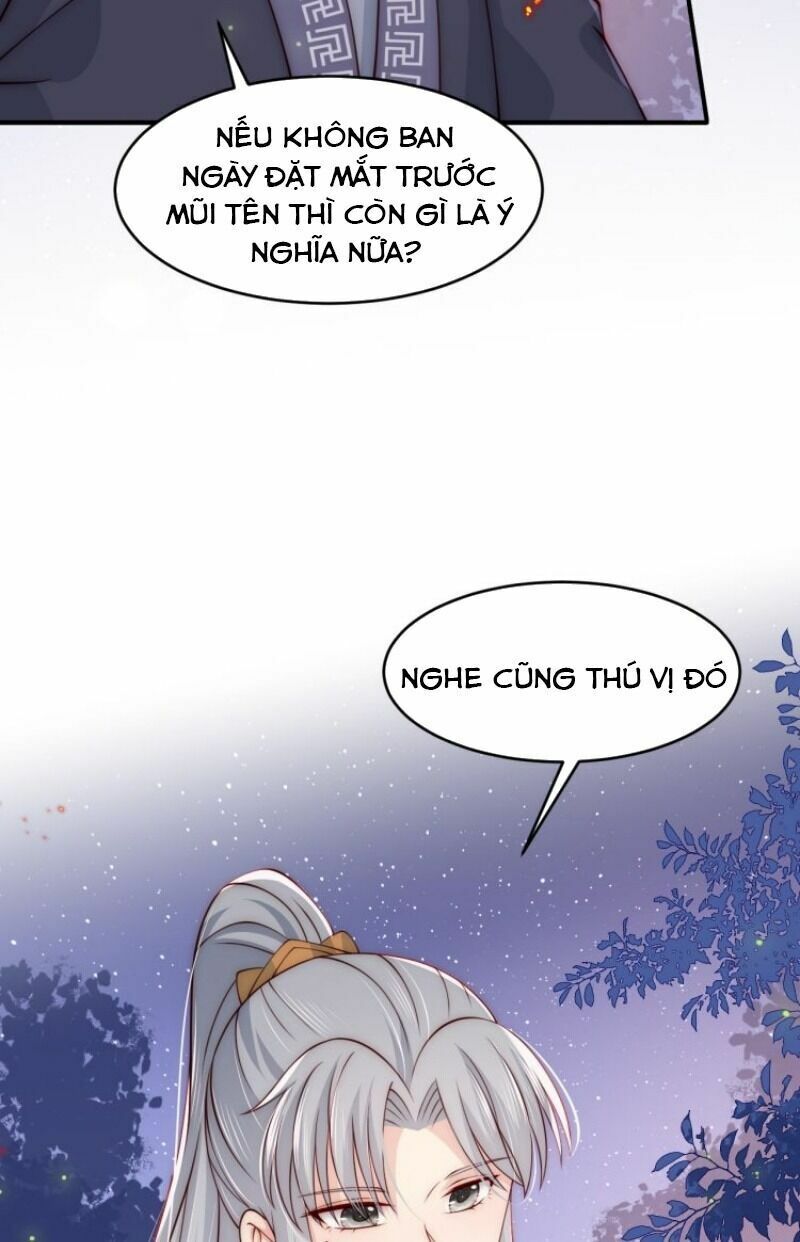 NẾU KHÔNG BAN
NGÀY ĐẶT MẮT TRƯỚC
MŨI TÊN THÌ CÒN GÌ LÀ Ý
NGHĨA NỮA?
NGHE CŨNG THÚ VỊ ĐÓ